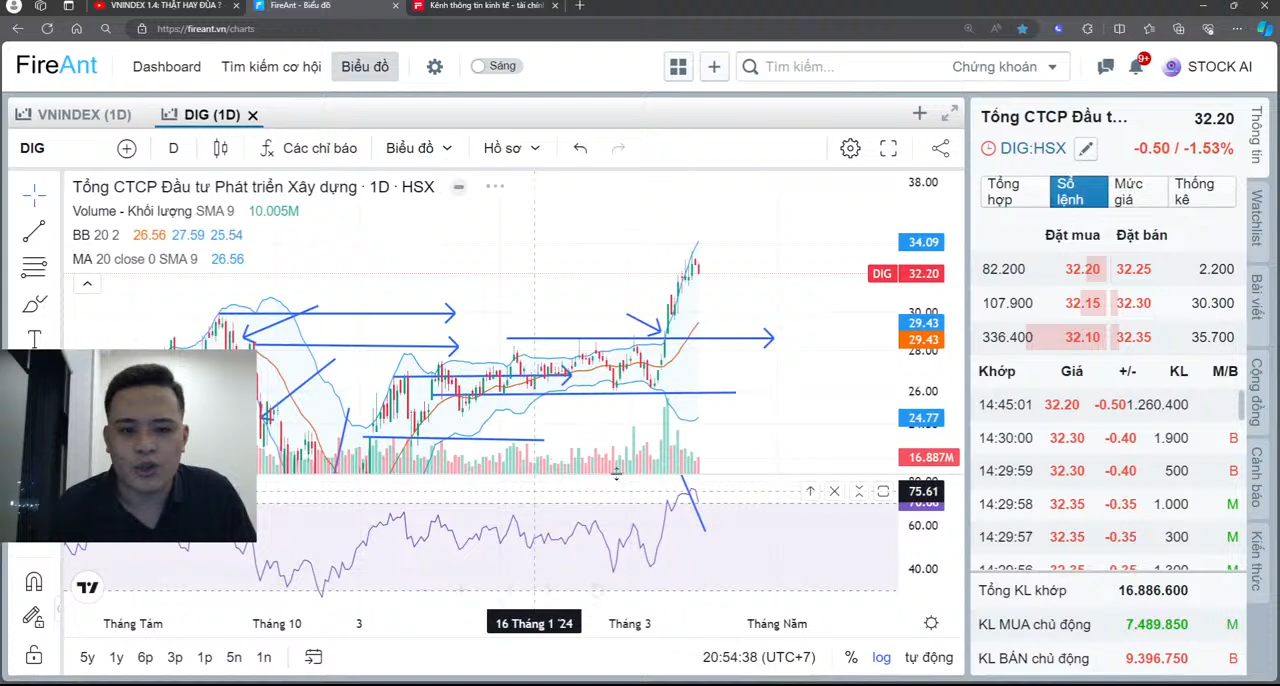 VNINDEX 1.4: THẬT HAY ĐÙA ?
FireAnt - Biểu đồ
Kênh thông tin kinh tế - tài chín
https://fireant.vn/charts
FireAnt
Dashboard
Tìm kiếm cơ hội
Biểu đồ
Sáng
Tìm kiếm...
Chứng khoán
9+
STOCK AI
VNINDEX (1D)
DIG (1D)
DIG
D
Các chỉ báo
Biểu đồ
Hồ sơ
Tổng CTCP Đầu tư Phát triển Xây dựng · 1D · HSX
Volume - Khối lượng SMA 9 10.005M
BB 20 2 26.56 27.59 25.54
MA 20 close 0 SMA 9 26.56
38.00
34.09
DIG 32.20
30.00
29.43
29.43
28.00
26.00
24.77
16.887M
75.61
60.00
40.00
Tháng Tám
Tháng 10
3
16 Tháng 1 '24
Tháng 3
Tháng Năm
5y 1y 6p 3p 1p 5n 1n
20:54:38 (UTC+7)
% log tự động
Tổng CTCP Đầu t... 32.20
DIG:HSX -0.50 / -1.53%
Tổng hợp
Sổ lệnh
Mức giá
Thống kê
Đặt mua Đặt bán
82.200 32.20 32.25 2.200
107.900 32.15 32.30 30.300
336.400 32.10 32.35 35.700
Khớp Giá +/- KL M/B
14:45:01 32.20 -0.50 1.260.400
14:30:00 32.30 -0.40 1.900 B
14:29:59 32.30 -0.40 500 B
14:29:58 32.35 -0.35 1.000 M
14:29:57 32.35 -0.35 300 M
14:29:56 32.35 -0.35 1.300
Tổng KL khớp 16.886.600
KL MUA chủ động 7.489.850 M
KL BÁN chủ động 9.396.750 B
Thông tin
Watchlist
Bài viết
Cộng đồng
Cảnh báo
Kiến thức